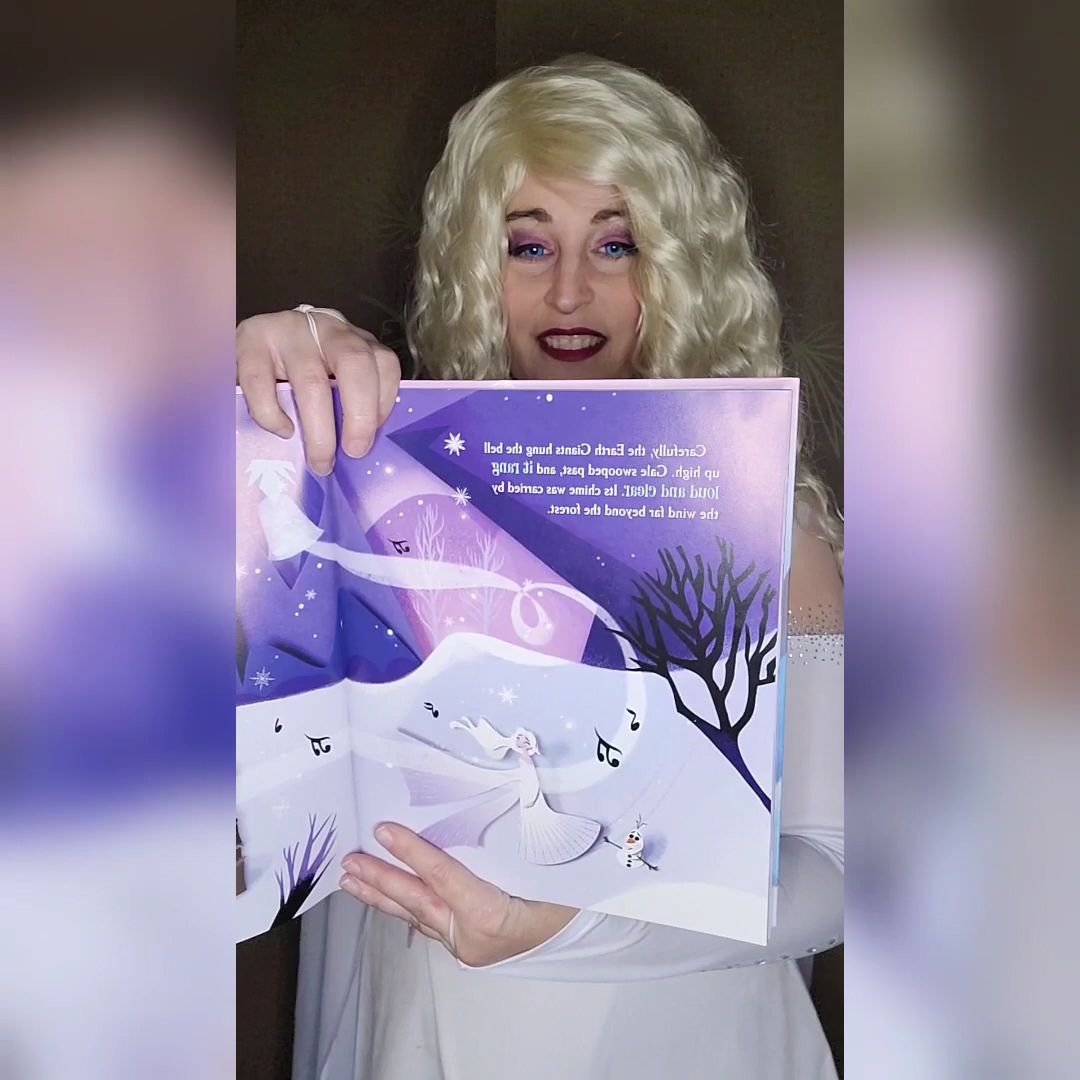 Carefully, the Earth Giants hung the bell
up high. Gale swooped past, and it rang
loud and clear. Its chime was carried by
the wind far beyond the forest.